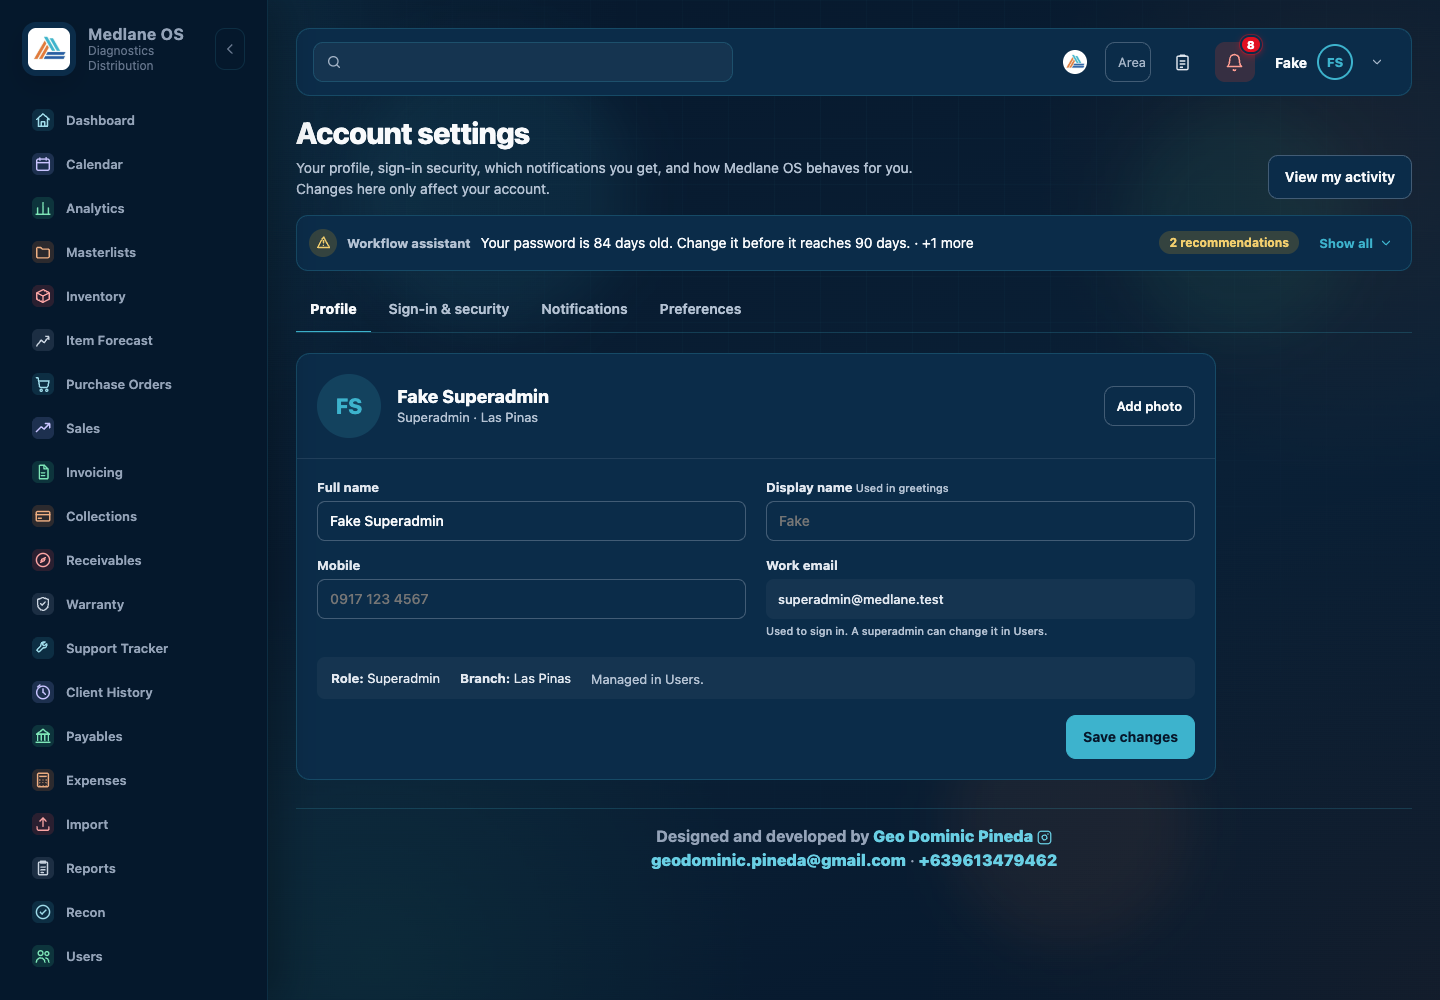 Medlane OS
Diagnostics
Distribution
Dashboard
Calendar
Analytics
Masterlists
Inventory
Item Forecast
Purchase Orders
Sales
Invoicing
Collections
Receivables
Warranty
Support Tracker
Client History
Payables
Expenses
Import
Reports
Recon
Users
Area
8
Fake FS
Account settings
Your profile, sign-in security, which notifications you get, and how Medlane OS behaves for you.
Changes here only affect your account.
View my activity
Workflow assistant Your password is 84 days old. Change it before it reaches 90 days. · +1 more 2 recommendations Show all
Profile Sign-in & security Notifications Preferences
FS
Fake Superadmin
Superadmin · Las Pinas
Add photo
Full name
Fake Superadmin
Display name Used in greetings
Fake
Mobile
0917 123 4567
Work email
superadmin@medlane.test
Used to sign in. A superadmin can change it in Users.
Role: Superadmin Branch: Las Pinas Managed in Users.
Save changes
Designed and developed by Geo Dominic Pineda
geodominic.pineda@gmail.com · +639613479462